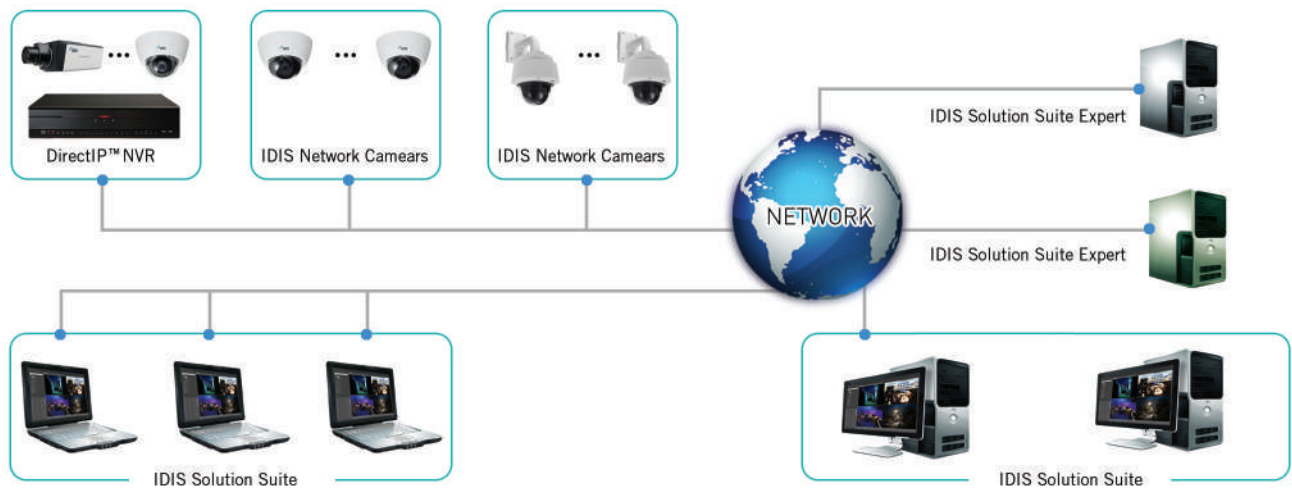 DirectIP™ NVR
IDIS Network Camears
IDIS Network Camears
IDIS Solution Suite Expert
NETWORK
IDIS Solution Suite Expert
IDIS Solution Suite
IDIS Solution Suite